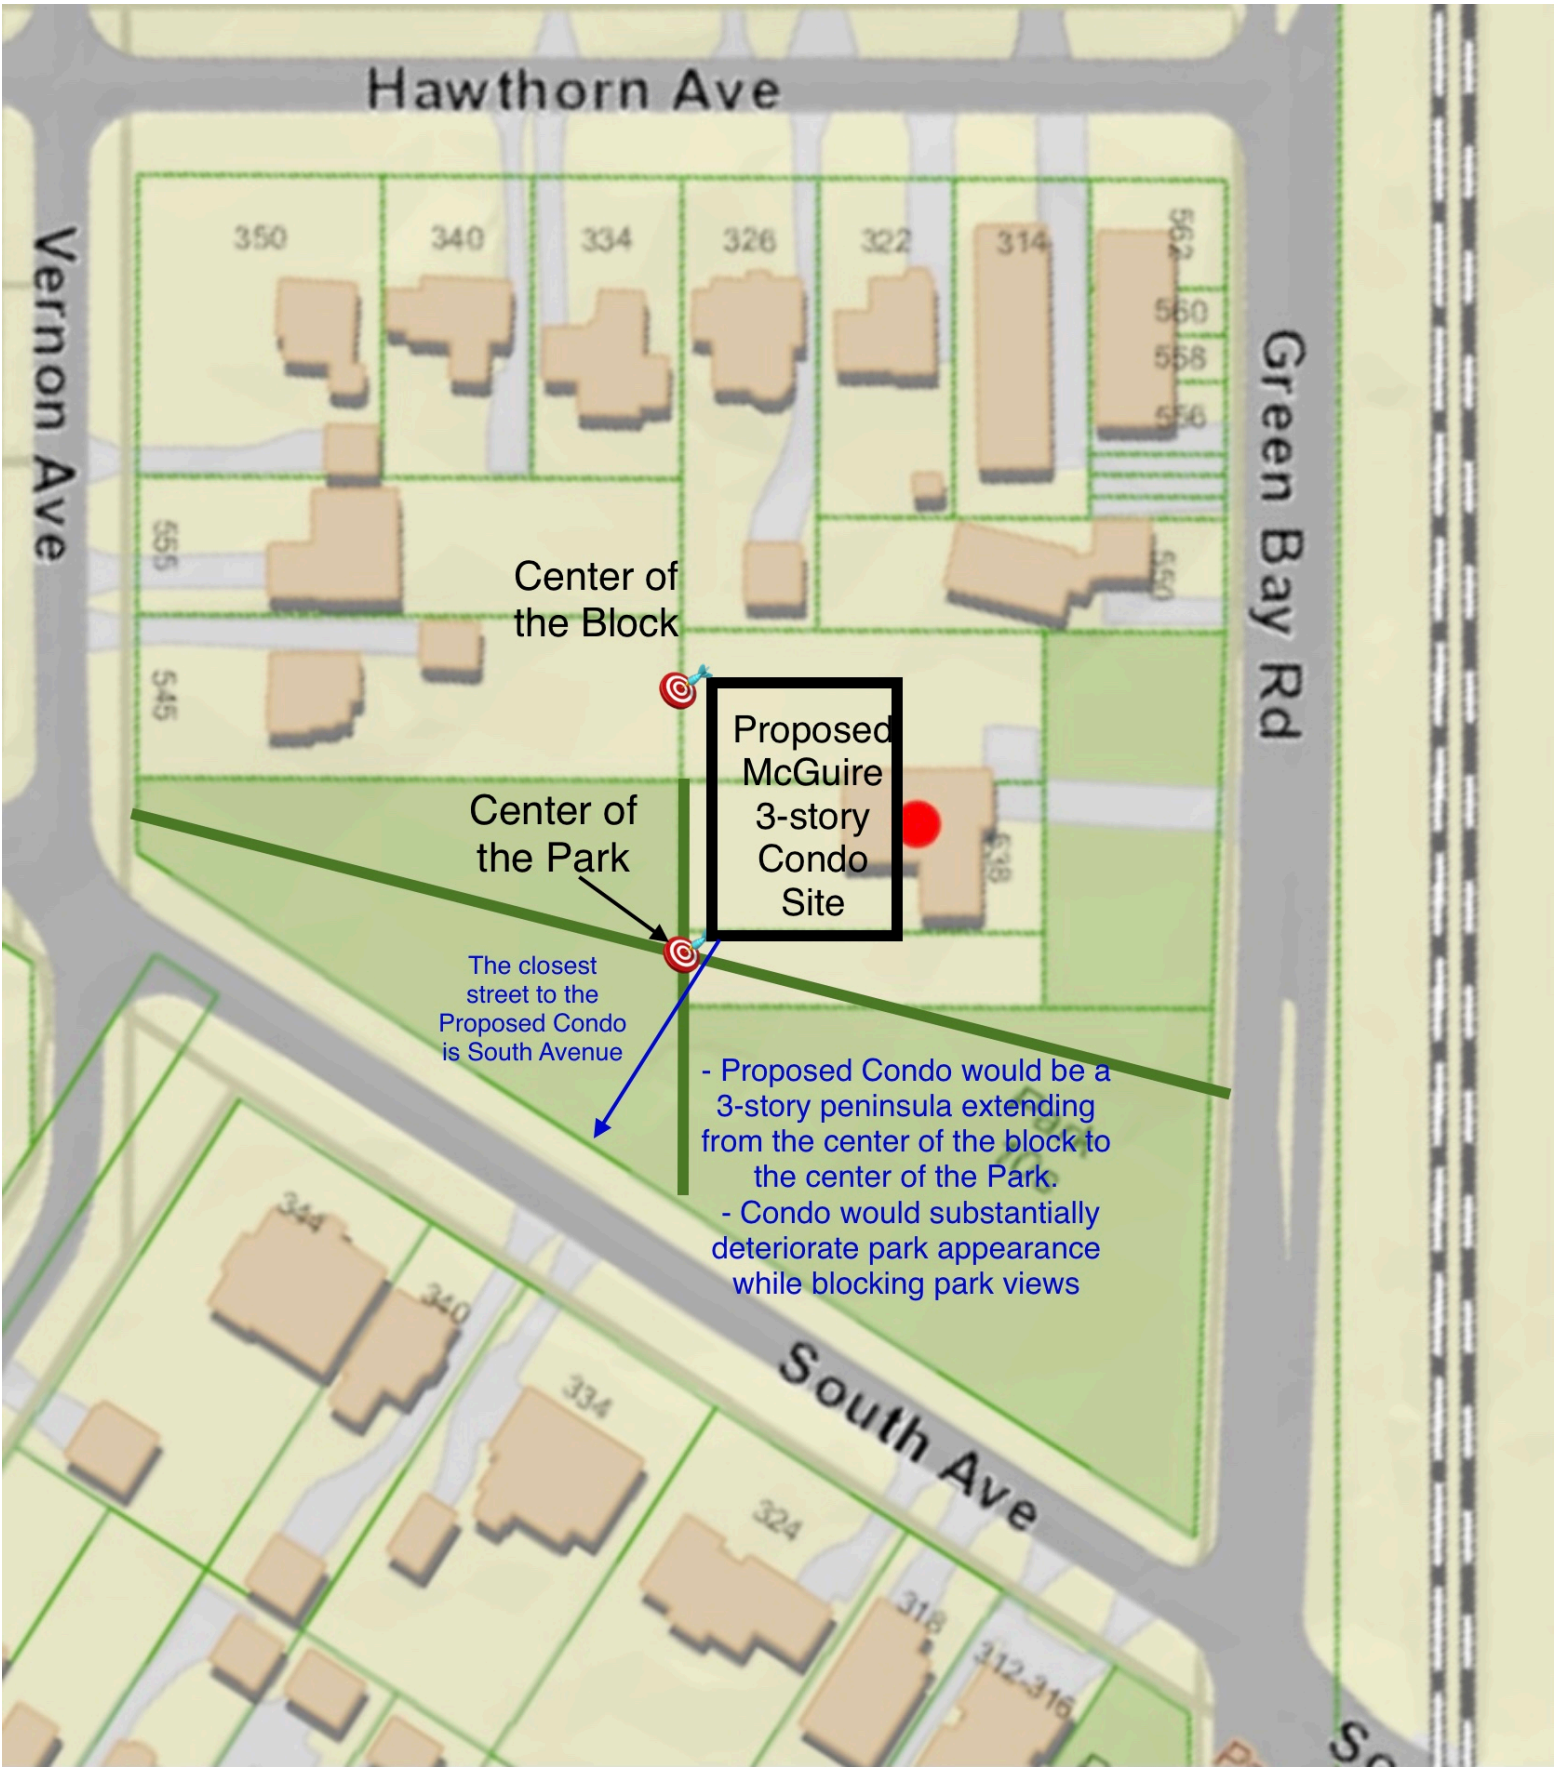 Hawthorn Ave
Vernon Ave
Green Bay Rd
350
340
334
326
322
314
562
560
558
556
555
550
545
Center of
the Block
Proposed
McGuire
3-story
Condo
Site
538
Center of
the Park
The closest
street to the
Proposed Condo
is South Avenue
- Proposed Condo would be a
3-story peninsula extending
from the center of the block to
the center of the Park.
- Condo would substantially
deteriorate park appearance
while blocking park views
Park
South Ave
344
340
334
324
318
312-316
So